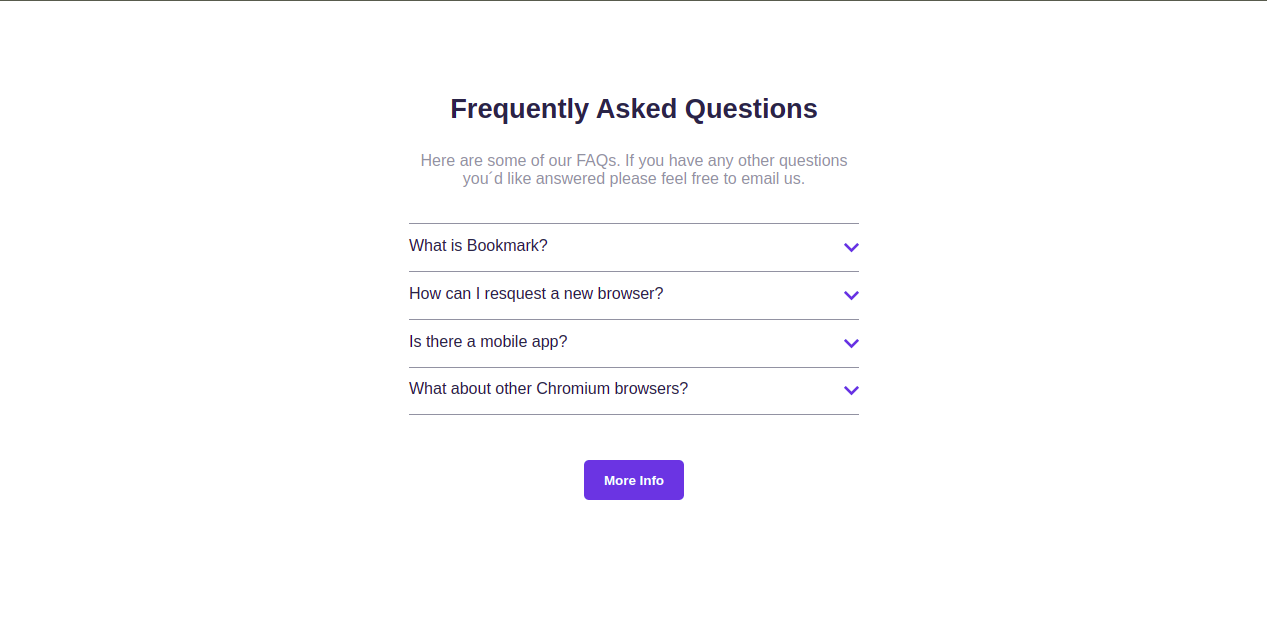 Frequently Asked Questions
Here are some of our FAQs. If you have any other questions
you´d like answered please feel free to email us.
What is Bookmark?
How can I resquest a new browser?
Is there a mobile app?
What about other Chromium browsers?
More Info